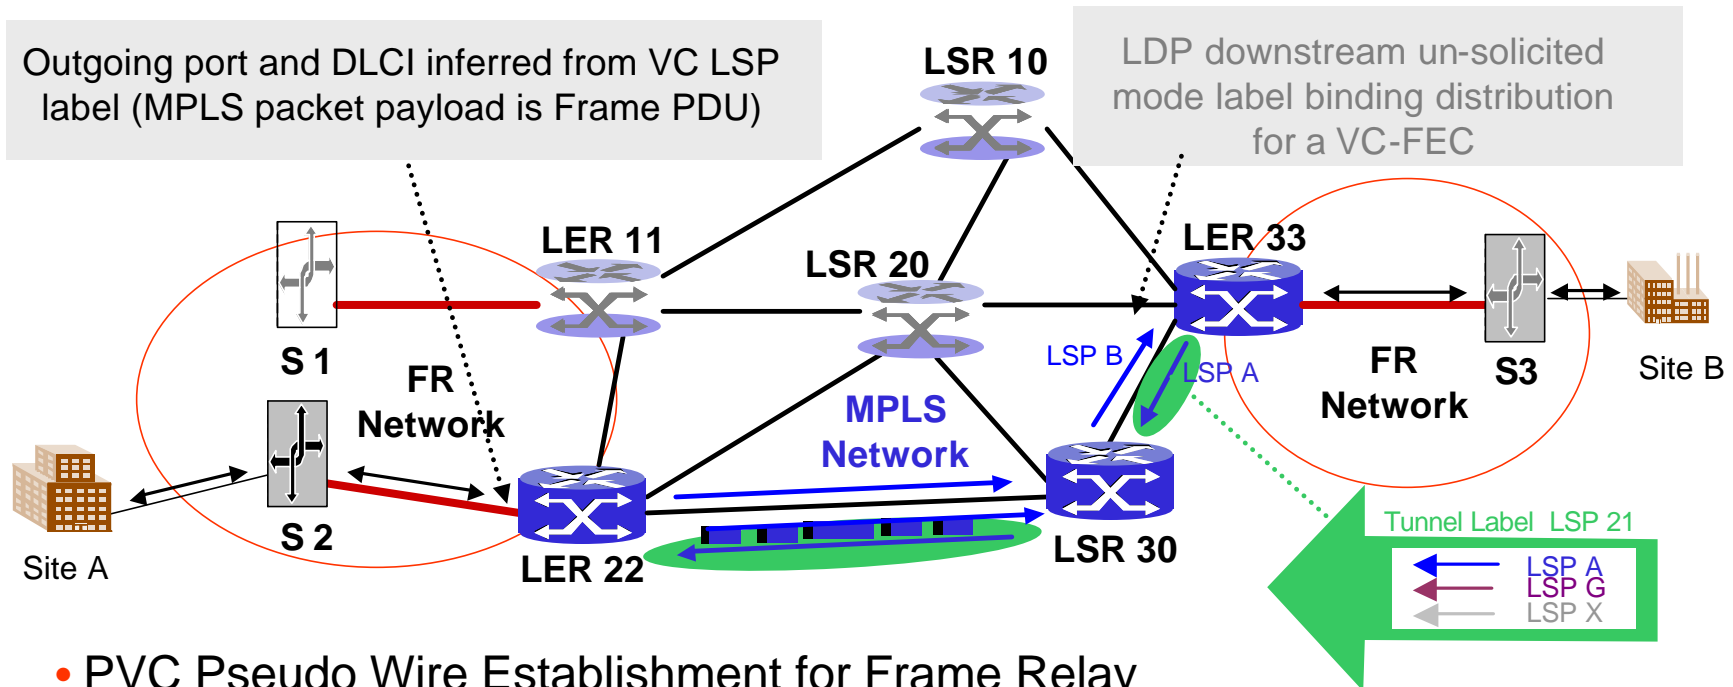 Outgoing port and DLCI inferred from VC LSP
label (MPLS packet payload is Frame PDU)
LSR 10
LDP downstream un-solicited
mode label binding distribution
for a VC-FEC
LER 11
LSR 20
LER 33
S 1
FR
Network
LSP B
LSP A
FR
Network
S3
Site B
MPLS
Network
S 2
Site A
LER 22
LSR 30
Tunnel Label LSP 21
LSP A
LSP G
LSP X
• PVC Pseudo Wire Establishment for Frame Relay